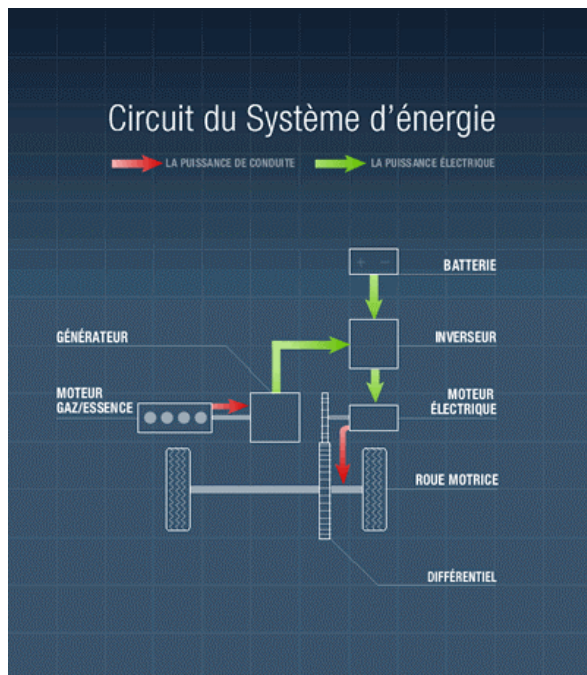 Circuit du Système d'énergie
LA PUISSANCE DE CONDUITE
LA PUISSANCE ÉLECTRIQUE
BATTERIE
GÉNÉRATEUR
INVERSEUR
MOTEUR
GAZ/ESSENCE
MOTEUR
ÉLECTRIQUE
ROUE MOTRICE
DIFFÉRENTIEL